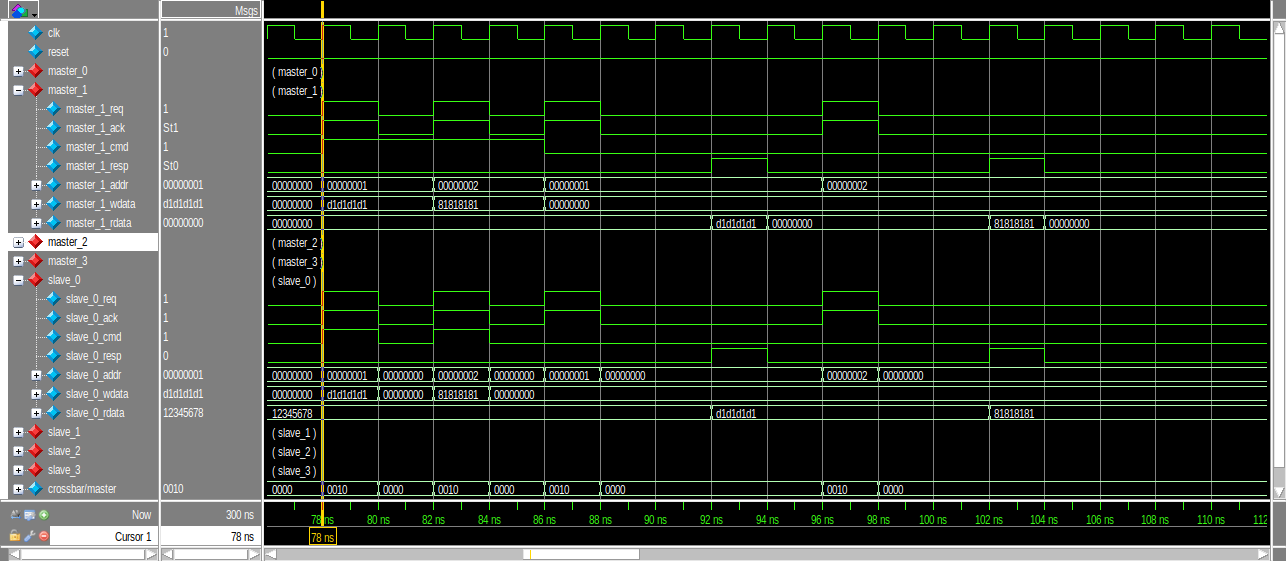 Msgs
clk 1
reset 0
master_0 ( master_0 )
master_1 ( master_1 )
master_1_req 1
master_1_ack St1
master_1_cmd 1
master_1_resp St0
master_1_addr 00000001 00000000 00000001 00000002 00000001 00000002
master_1_wdata d1d1d1d1 00000000 d1d1d1d1 81818181 00000000
master_1_rdata 00000000 00000000 d1d1d1d1 00000000 81818181 00000000
master_2 ( master_2
master_3 ( master_3
slave_0 ( slave_0 )
slave_0_req 1
slave_0_ack 1
slave_0_cmd 1
slave_0_resp 0
slave_0_addr 00000001 00000000 00000001 00000000 00000002 00000000 00000001 00000000 00000002 00000000
slave_0_wdata d1d1d1d1 00000000 d1d1d1d1 00000000 81818181 00000000
slave_0_rdata 12345678 12345678 d1d1d1d1 81818181
slave_1 ( slave_1 )
slave_2 ( slave_2 )
slave_3 ( slave_3 )
crossbar/master 0010 0000 0010 0000 0010 0000 0010 0000 0010 0000
Now 300 ns 78 ns 80 ns 82 ns 84 ns 86 ns 88 ns 90 ns 92 ns 94 ns 96 ns 98 ns 100 ns 102 ns 104 ns 106 ns 108 ns 110 ns 112
Cursor 1 78 ns 78 ns